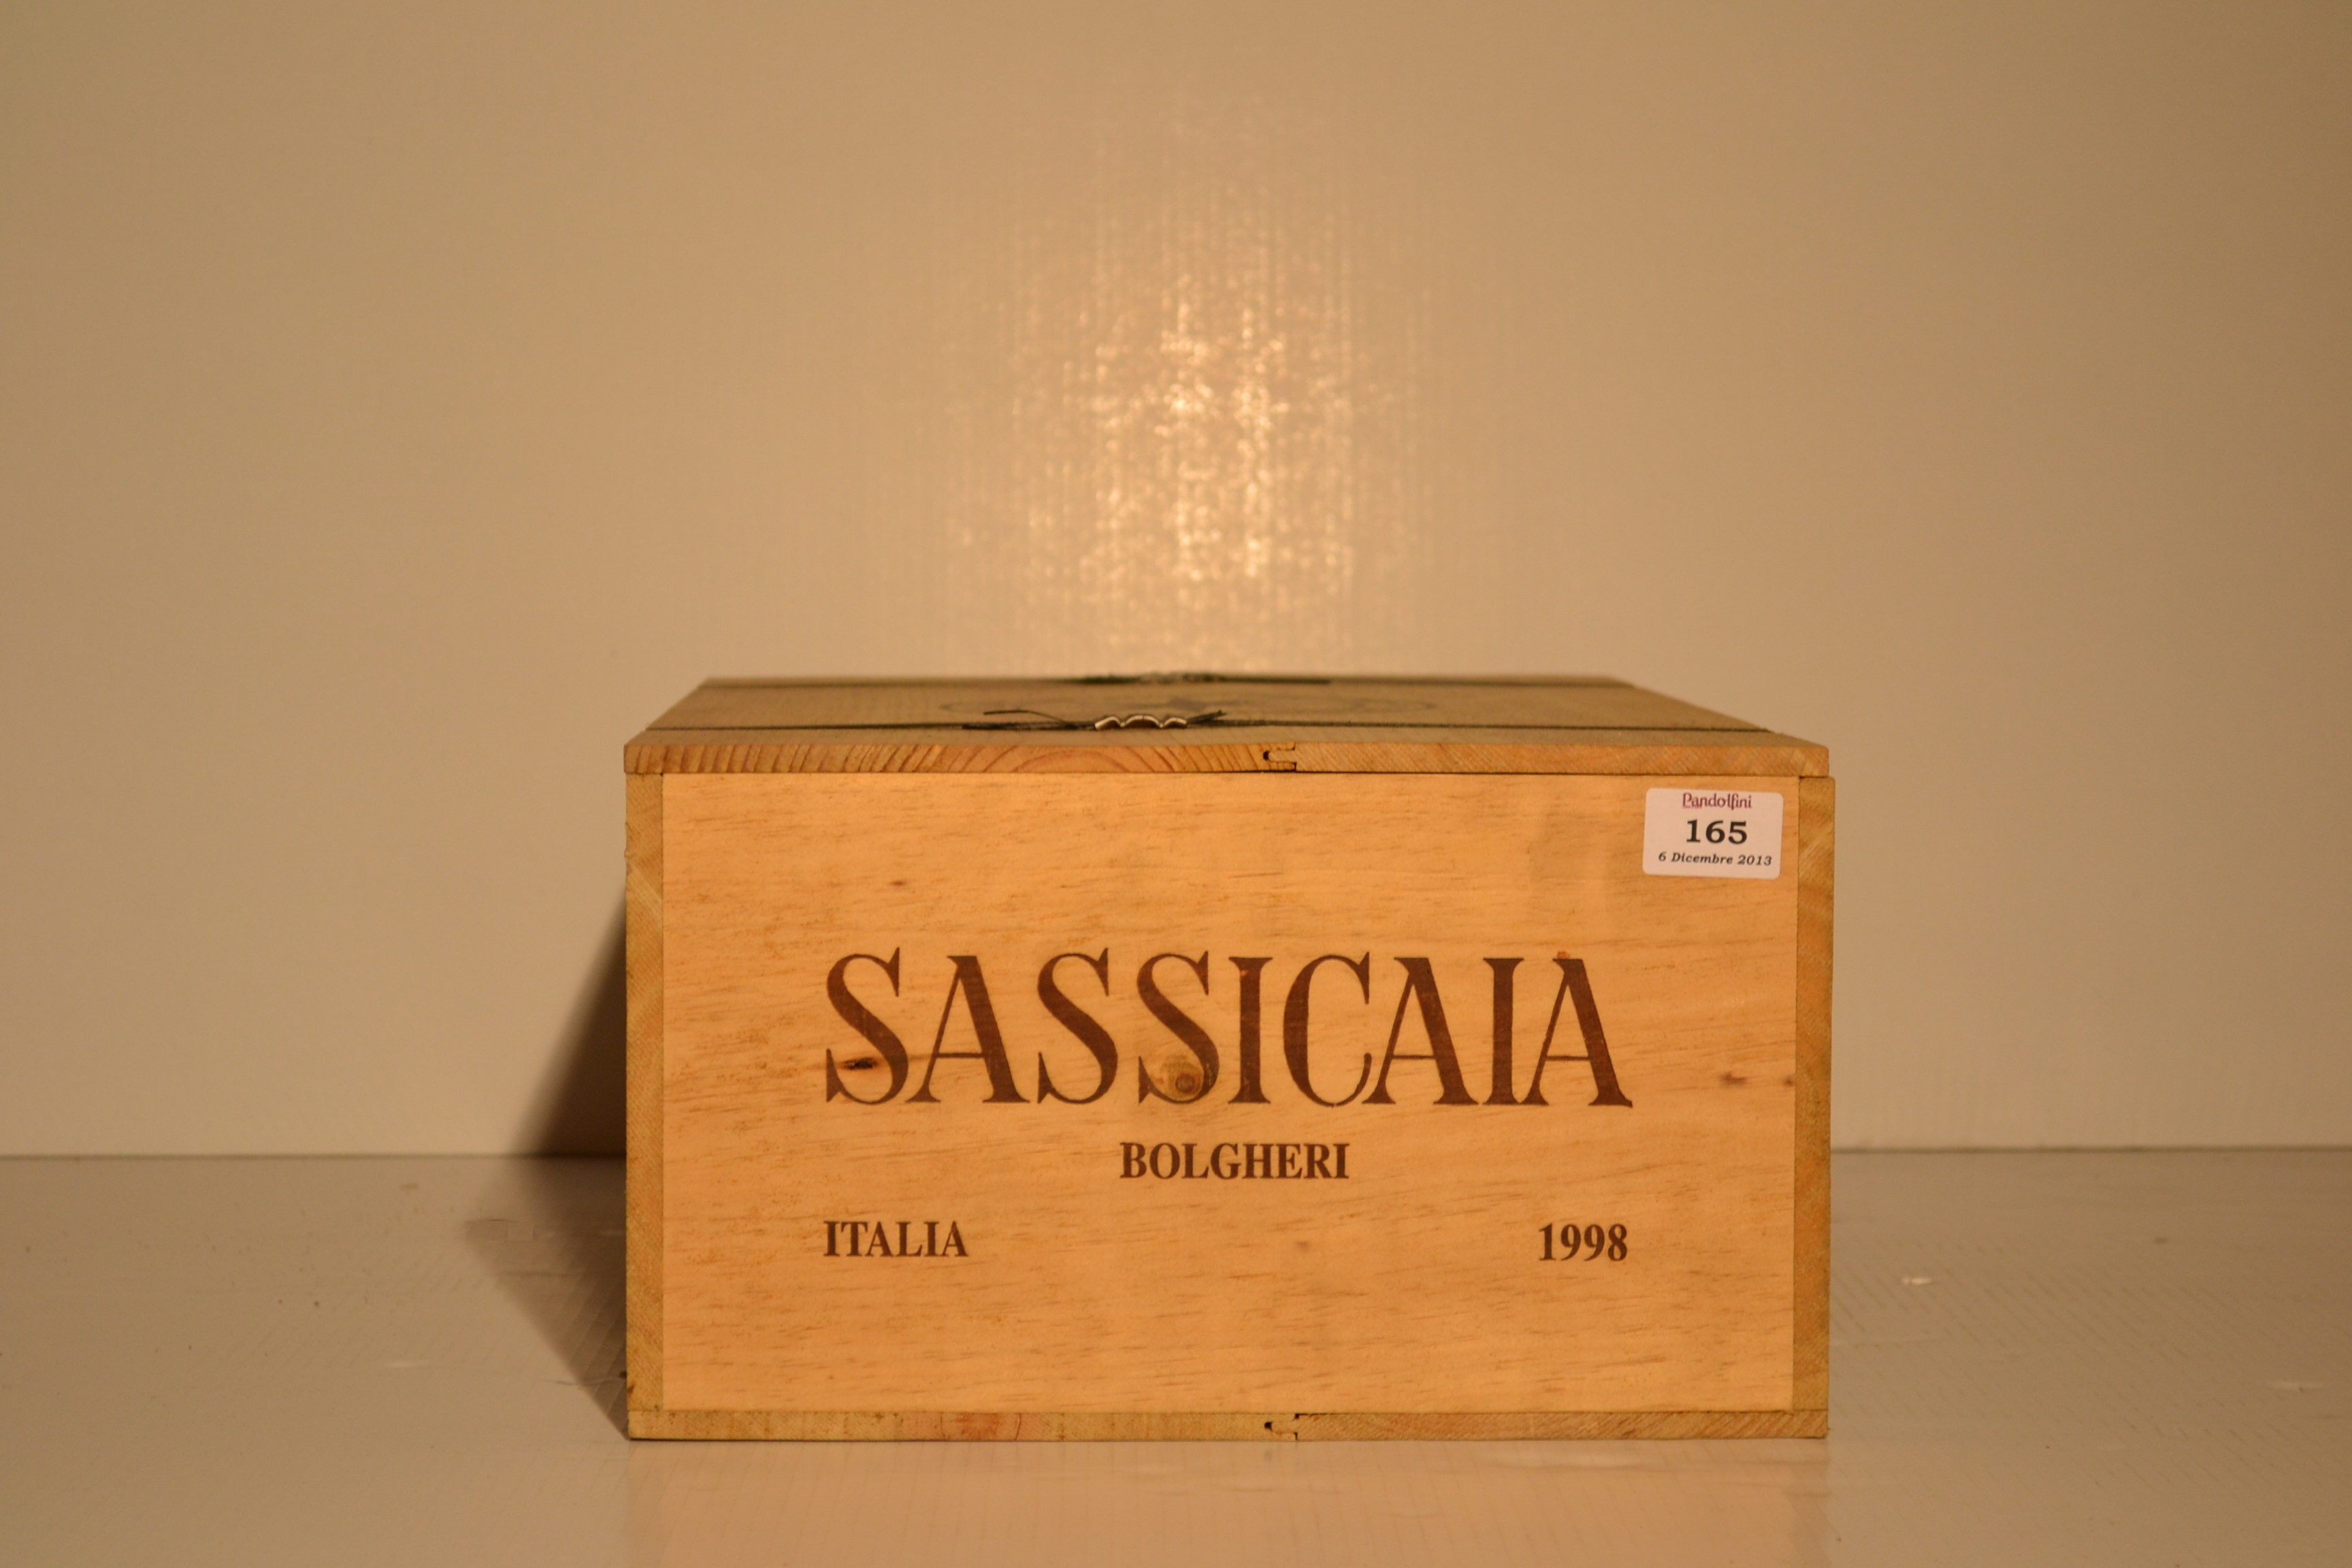 Pandolfini
165
6 Dicembre 2013
SASSICAIA
BOLGHERI
ITALIA 1998